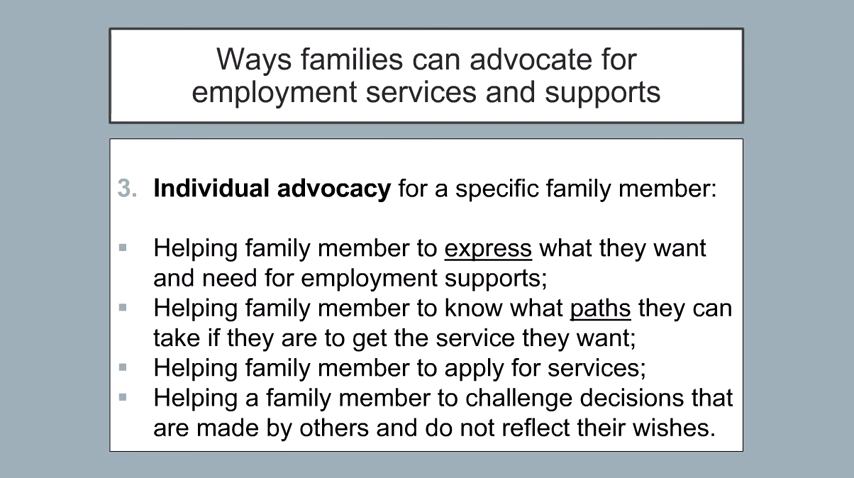 Ways families can advocate for
employment services and supports
3. Individual advocacy for a specific family member:
▪ Helping family member to express what they want
and need for employment supports;
▪ Helping family member to know what paths they can
take if they are to get the service they want;
▪ Helping family member to apply for services;
▪ Helping a family member to challenge decisions that
are made by others and do not reflect their wishes.